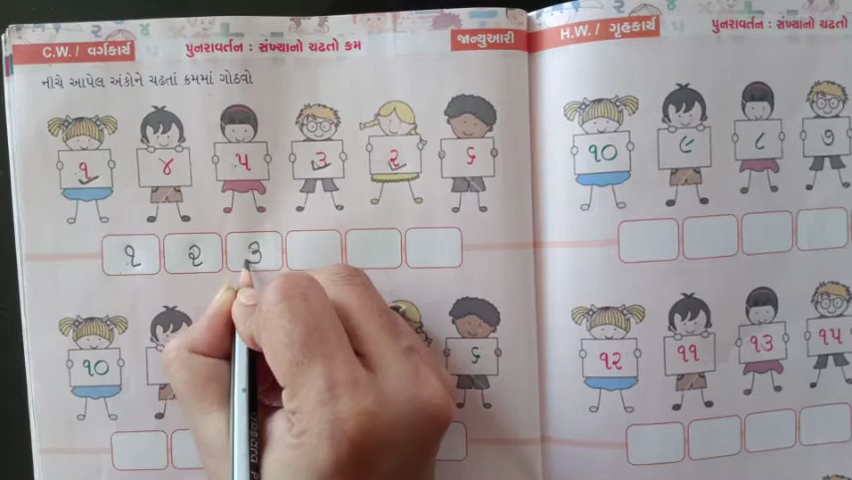 C.W. / વર્ગકાર્ય
પુનરાવર્તન : સંખ્યાનો ચઢતો ક્રમ
જાન્યુઆરી
નીચે આપેલ અંકોને ચઢતાં ક્રમમાં ગોઠવો
૧ ૪ ૫ ૩ ૨ ૬
૧ ૨ ૩
૧૦ ૬
H.W. / ગૃહકાર્ય
પુનરાવર્તન : સંખ્યાનો ચઢતો
૧૦ ૯ ૮ ૭
૧૨ ૧૧ ૧૩ ૧૫